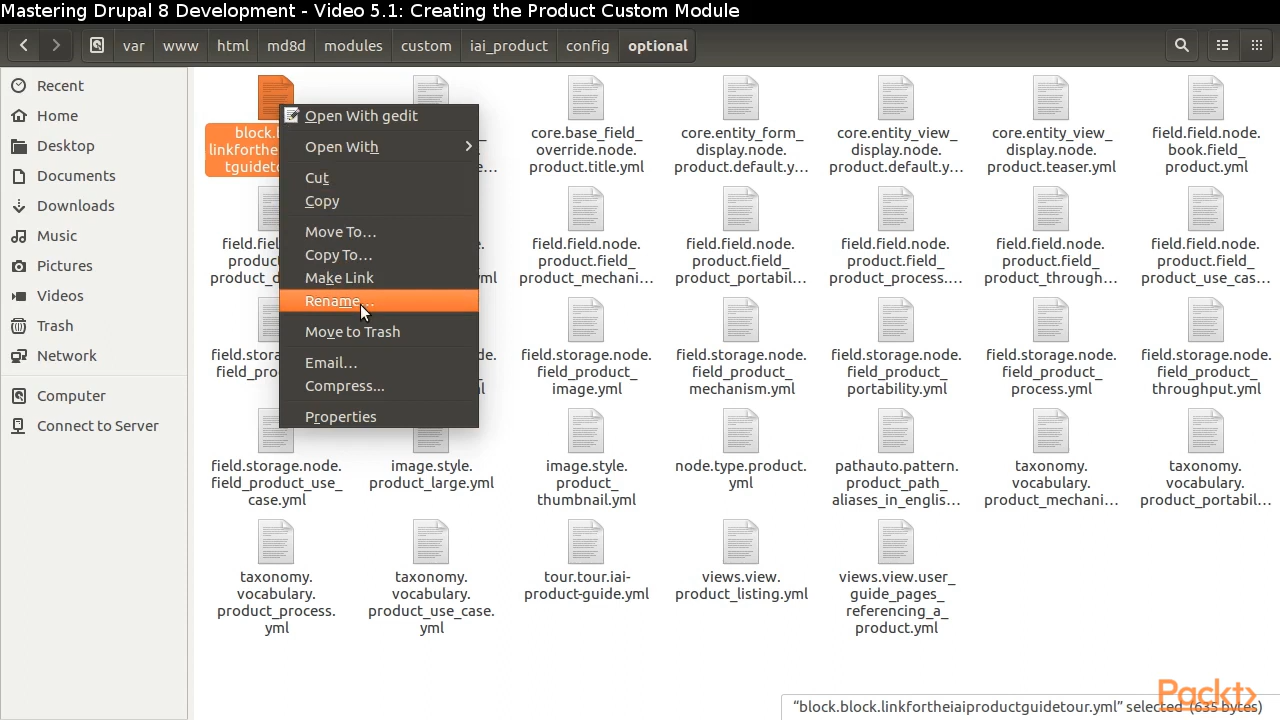 Mastering Drupal 8 Development - Video 5.1: Creating the Product Custom Module
var www html md8d modules custom iai_product config optional
Recent
Home
Desktop
Documents
Downloads
Music
Pictures
Videos
Trash
Network
Computer
Connect to Server
block.
linkforthe
tguideto
Open With gedit
Open With
Cut
Copy
Move To...
Copy To...
Make Link
Rename...
Move to Trash
Email...
Compress...
Properties
core.base_field_
override.node.
product.title.yml
core.entity_form_
display.node.
product.default.y...
core.entity_view_
display.node.
product.default.y...
core.entity_view_
display.node.
product.teaser.yml
field.field.node.
book.field_
product.yml
field.fiel
product_d
field.field.node.
product.field_
product_mechani...
field.field.node.
product.field_
product_portabil...
field.field.node.
product.field_
product_process....
field.field.node.
product.field_
product_through...
field.field.node.
product.field_
product_use_cas...
field.stora
field_pro
field.storage.node.
field_product_
image.yml
field.storage.node.
field_product_
mechanism.yml
field.storage.node.
field_product_
portability.yml
field.storage.node.
field_product_
process.yml
field.storage.node.
field_product_
throughput.yml
field.storage.node.
field_product_use_
case.yml
image.style.
product_large.yml
image.style.
product_
thumbnail.yml
node.type.product.
yml
pathauto.pattern.
product_path_
aliases_in_englis...
taxonomy.
vocabulary.
product_mechani...
taxonomy.
vocabulary.
product_portabil...
taxonomy.
vocabulary.
product_process.
yml
taxonomy.
vocabulary.
product_use_case.
yml
tour.tour.iai-
product-guide.yml
views.view.
product_listing.yml
views.view.user_
guide_pages_
referencing_a_
product.yml
Packt
“block.block.linkfortheiaiproductguidetour.yml” selected (635 bytes)